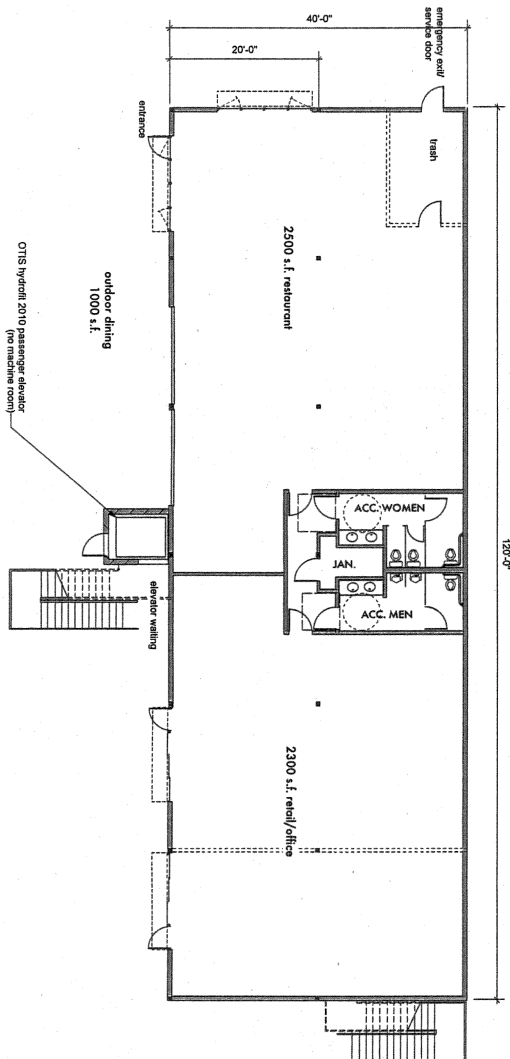 40'-0"
20'-0"
emergency exit/
service door
entrance
trash
2500 s.f. restaurant
outdoor dining
1000 s.f.
OTIS hydrofit 2010 passenger elevator
(no machine room)
120'-0"
ACC. WOMEN
JAN.
ACC. MEN
elevator waiting
2300 s.f. retail/office